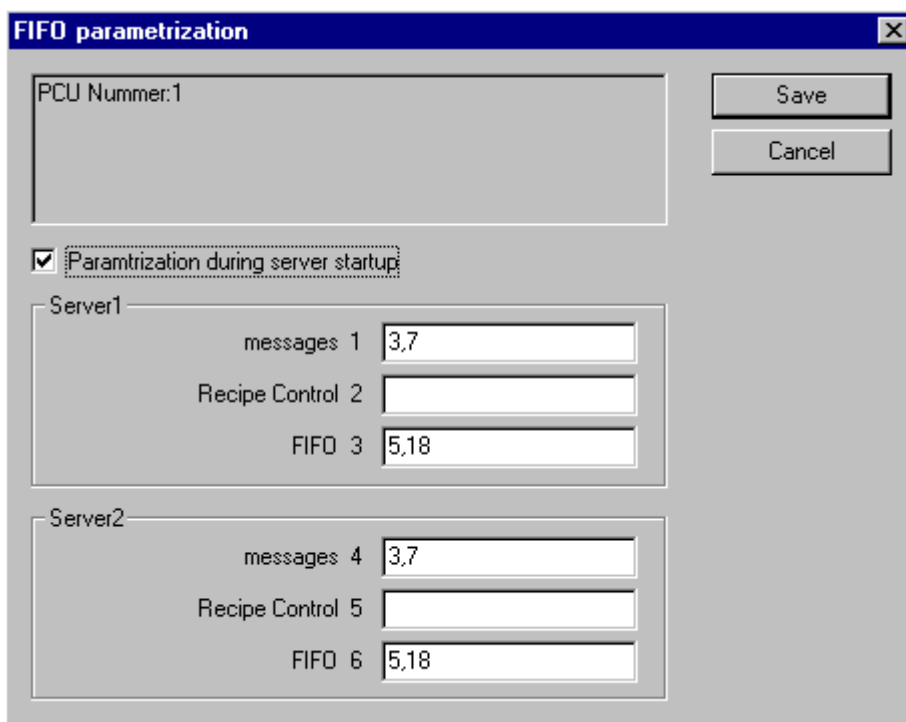 FIFO parametrization
PCU Nummer:1
Save
Cancel
Paramtrization during server startup
Server1
messages 1 3,7
Recipe Control 2
FIFO 3 5,18
Server2
messages 4 3,7
Recipe Control 5
FIFO 6 5,18